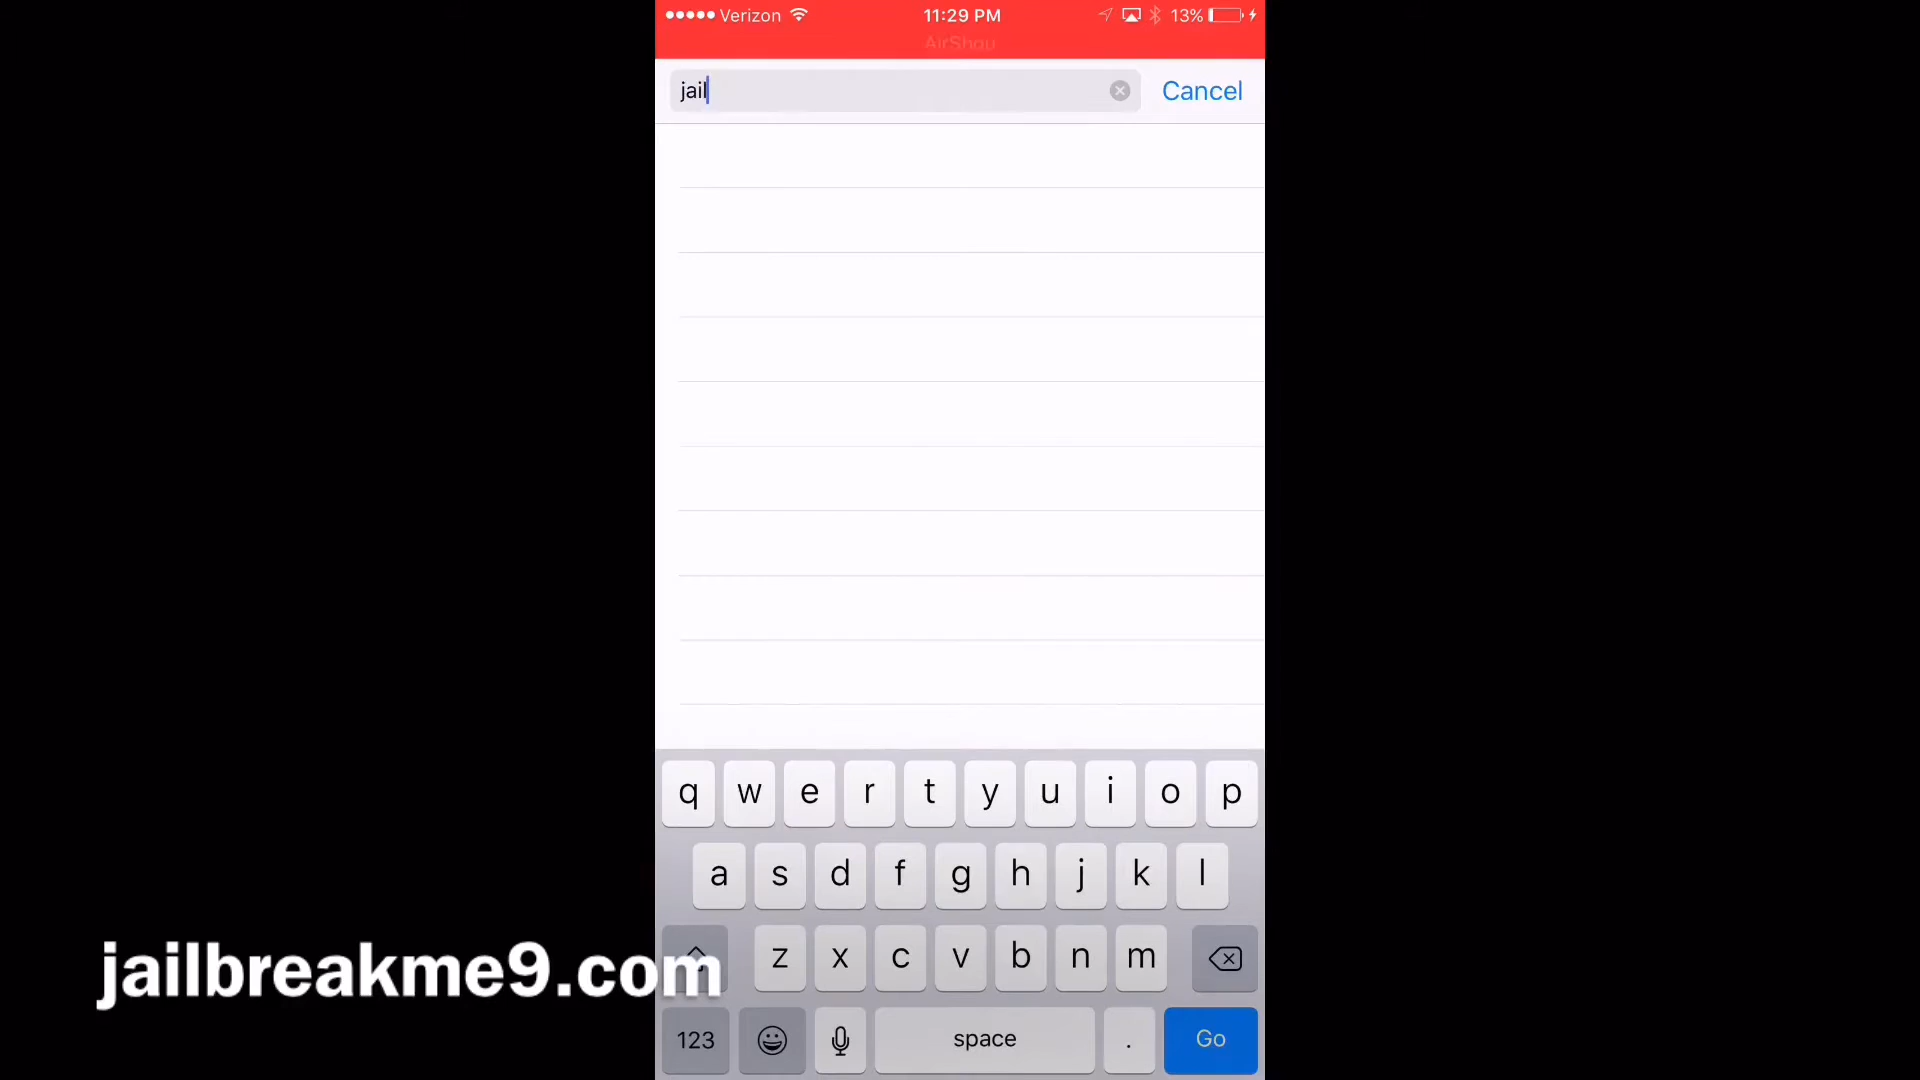 Verizon 11:29 PM 13%
AirShou
jail Cancel
q w e r t y u i o p
a s d f g h j k l
z x c v b n m
jailbreakme9.com
123 space . Go